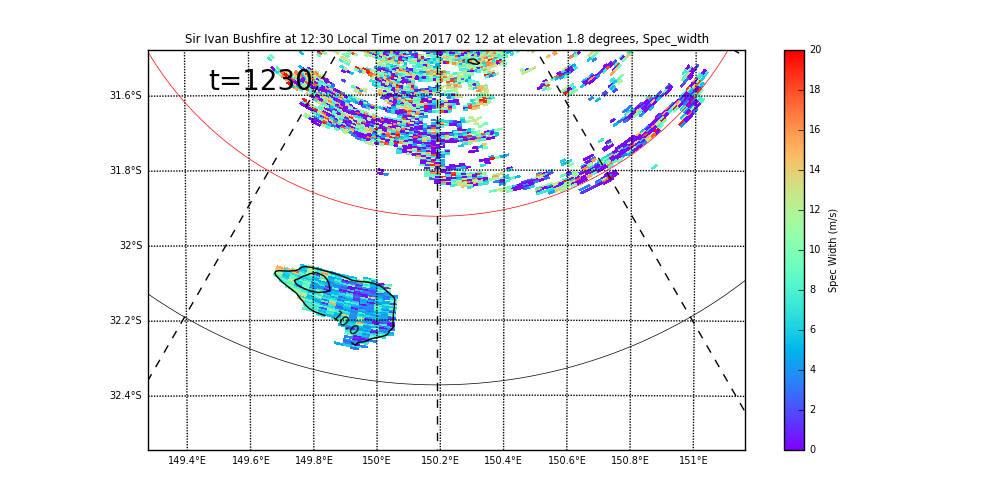 Sir Ivan Bushfire at 12:30 Local Time on 2017 02 12 at elevation 1.8 degrees, Spec_width
t=1230
31.6°S
31.8°S
32°S
32.2°S
32.4°S
10.0
149.4°E 149.6°E 149.8°E 150°E 150.2°E 150.4°E 150.6°E 150.8°E 151°E
20
18
16
14
12
10
8
6
4
2
0
Spec Width (m/s)